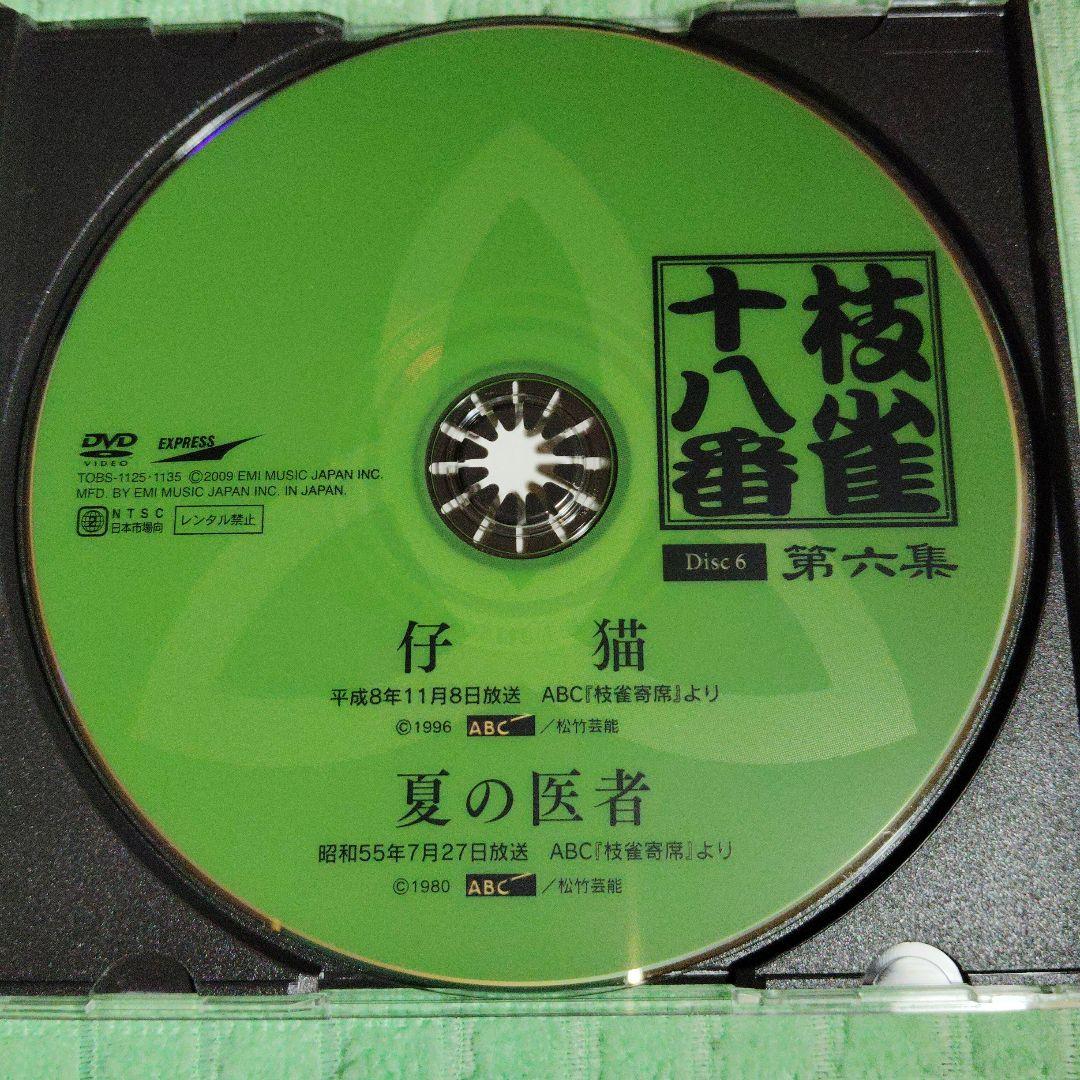 枝雀
十八番
Disc 6 第六集
DVD
VIDEO
EXPRESS
TOBS-1125・1135 ©2009 EMI MUSIC JAPAN INC.
MFD. BY EMI MUSIC JAPAN INC. IN JAPAN.
2 NTSC
日本市場向
レンタル禁止
仔猫
平成8年11月8日放送 ABC『枝雀寄席』より
©1996 ABC/松竹芸能
夏の医者
昭和55年7月27日放送 ABC『枝雀寄席』より
©1980 ABC/松竹芸能